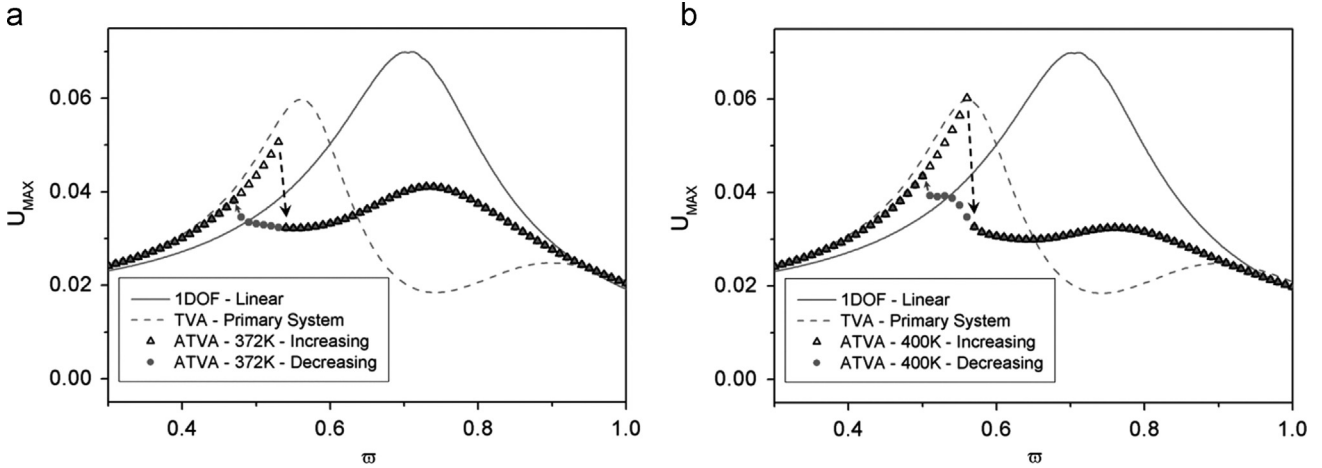 a
0.06
0.04
0.02
0.00
U_MAX
1DOF - Linear
TVA - Primary System
ATVA - 372K - Increasing
ATVA - 372K - Decreasing
0.4 0.6 0.8 1.0
ϖ
b
0.06
0.04
0.02
0.00
U_MAX
1DOF - Linear
TVA - Primary System
ATVA - 400K - Increasing
ATVA - 400K - Decreasing
0.4 0.6 0.8 1.0
ϖ